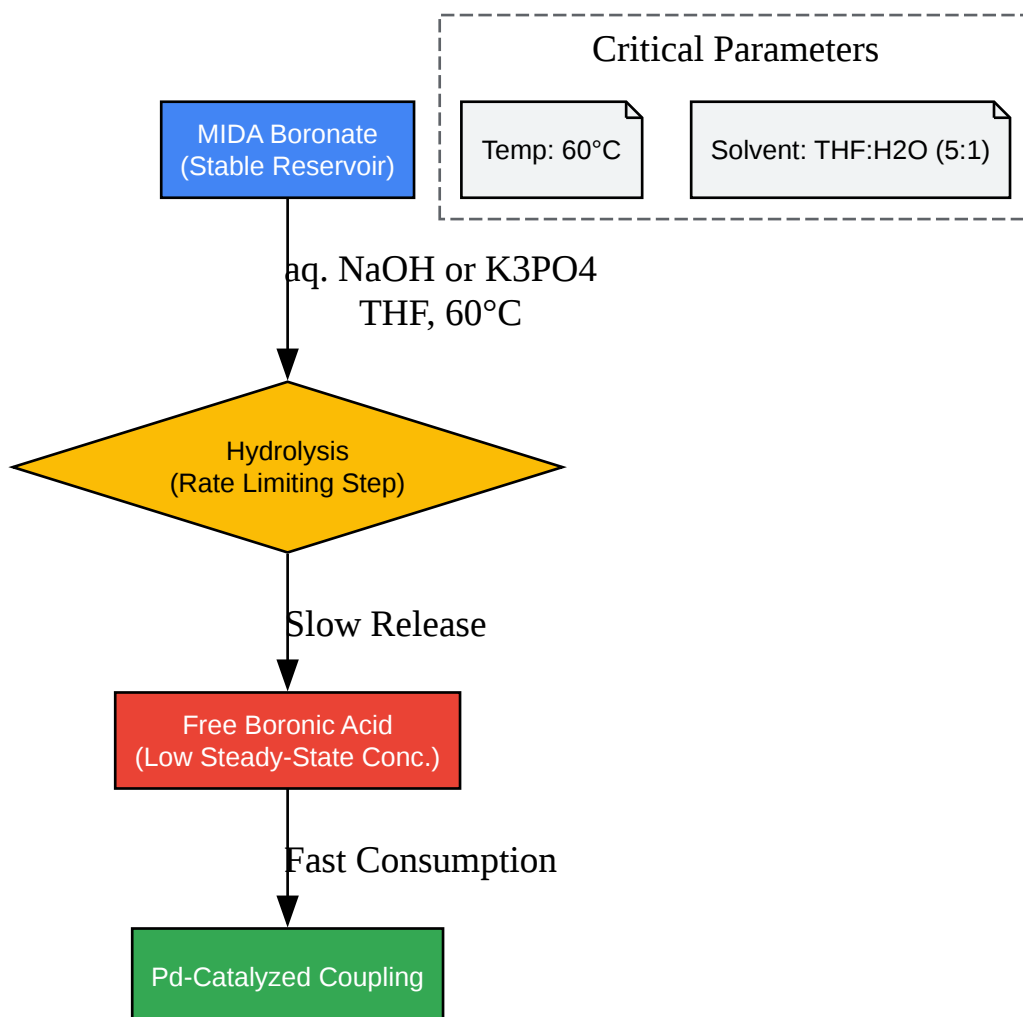 Critical Parameters
MIDA Boronate
(Stable Reservoir)
Temp: 60°C
Solvent: THF:H2O (5:1)
aq. NaOH or K3PO4
THF, 60°C
Hydrolysis
(Rate Limiting Step)
Slow Release
Free Boronic Acid
(Low Steady-State Conc.)
Fast Consumption
Pd-Catalyzed Coupling